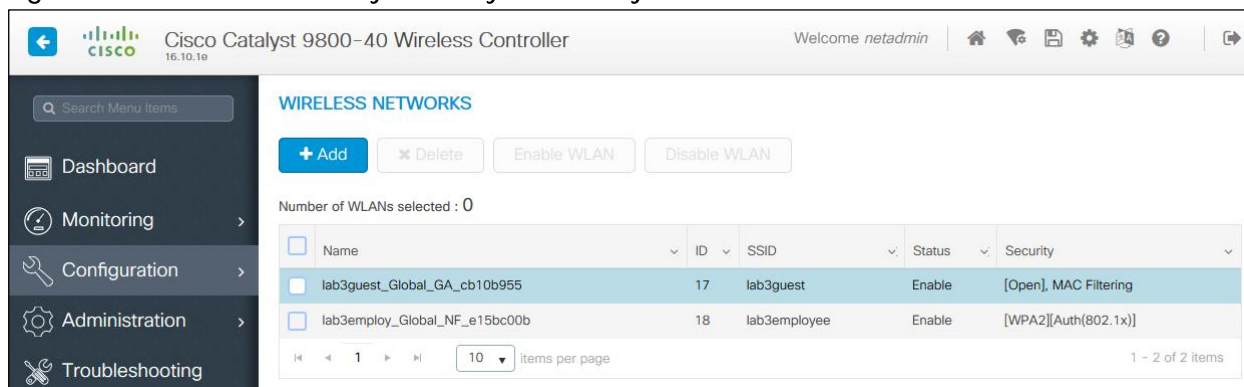 CISCO
Cisco Catalyst 9800-40 Wireless Controller
16.10.1e
Welcome netadmin
Search Menu Items
Dashboard
Monitoring
Configuration
Administration
Troubleshooting
WIRELESS NETWORKS
Add
Delete
Enable WLAN
Disable WLAN
Number of WLANs selected : 0
Name ID SSID Status Security
lab3guest_Global_GA_cb10b955 17 lab3guest Enable [Open], MAC Filtering
lab3employ_Global_NF_e15bc00b 18 lab3employee Enable [WPA2][Auth(802.1x)]
1 10 items per page 1 - 2 of 2 items